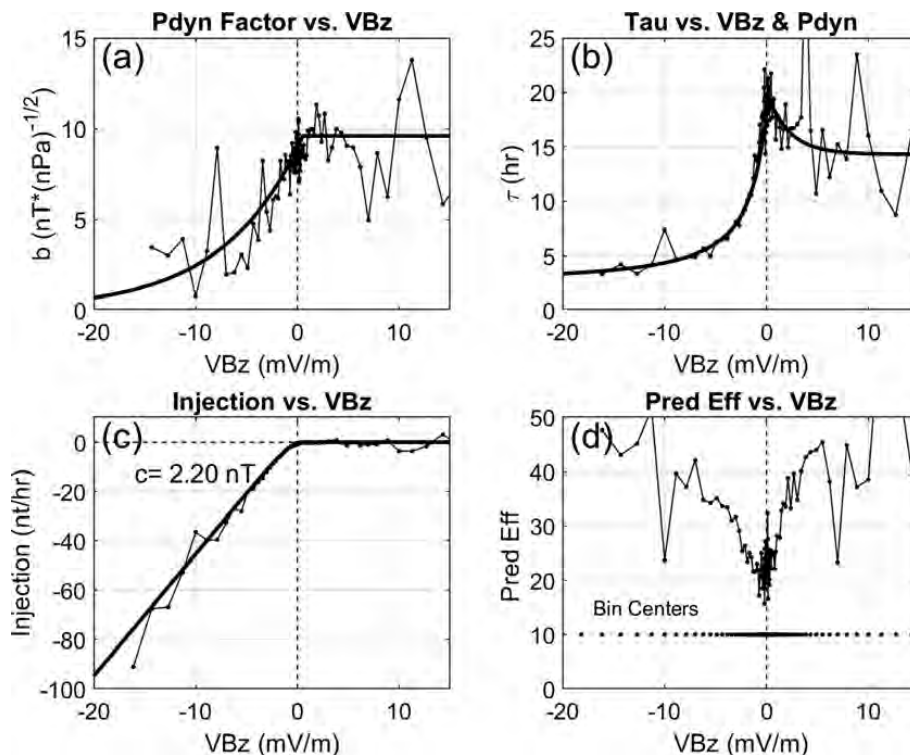 Pdyn Factor vs. VBz
(a)
b (nT*(nPa)^-1/2)
15
10
5
0
-20 -10 0 10
VBz (mV/m)
Tau vs. VBz & Pdyn
(b)
τ (hr)
25
20
15
10
5
0
-20 -10 0 10
VBz (mV/m)
Injection vs. VBz
(c)
c= 2.20 nT
Injection (nt/hr)
0
-20
-40
-60
-80
-100
-20 -10 0 10
VBz (mV/m)
Pred Eff vs. VBz
(d)
Pred Eff
50
40
30
20
10
0
Bin Centers
-20 -10 0 10
VBz (mV/m)